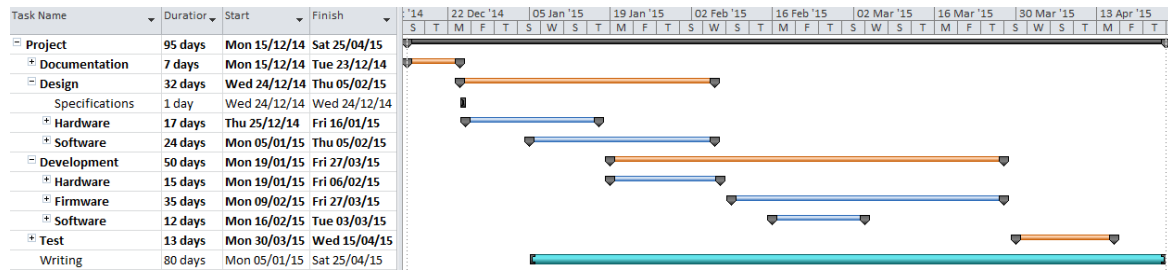 Task Name Duration Start Finish '14 22 Dec '14 05 Jan '15 19 Jan '15 02 Feb '15 16 Feb '15 02 Mar '15 16 Mar '15 30 Mar '15 13 Apr '15
S T M F T S W S T M F T S W S T M F T S W S T M F T S W S T M F T S W S T M F T
Project 95 days Mon 15/12/14 Sat 25/04/15
Documentation 7 days Mon 15/12/14 Tue 23/12/14
Design 32 days Wed 24/12/14 Thu 05/02/15
Specifications 1 day Wed 24/12/14 Wed 24/12/14
Hardware 17 days Thu 25/12/14 Fri 16/01/15
Software 24 days Mon 05/01/15 Thu 05/02/15
Development 50 days Mon 19/01/15 Fri 27/03/15
Hardware 15 days Mon 19/01/15 Fri 06/02/15
Firmware 35 days Mon 09/02/15 Fri 27/03/15
Software 12 days Mon 16/02/15 Tue 03/03/15
Test 13 days Mon 30/03/15 Wed 15/04/15
Writing 80 days Mon 05/01/15 Sat 25/04/15